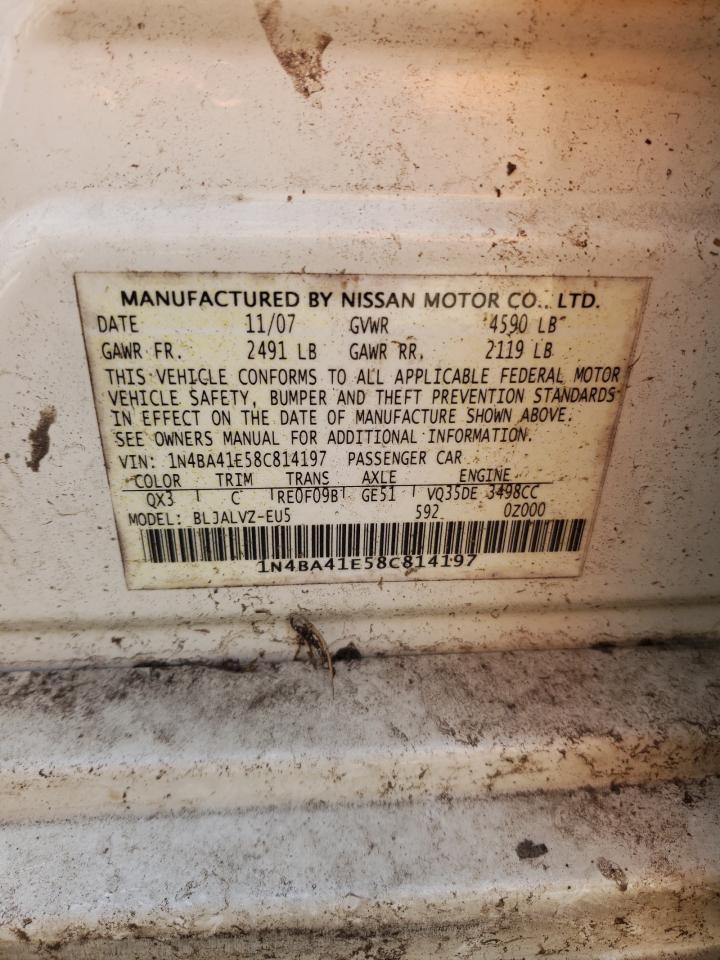 MANUFACTURED BY NISSAN MOTOR CO., LTD.
DATE 11/07 GVWR 4590 LB
GAWR FR. 2491 LB GAWR RR. 2119 LB
THIS VEHICLE CONFORMS TO ALL APPLICABLE FEDERAL MOTOR
VEHICLE SAFETY, BUMPER AND THEFT PREVENTION STANDARDS
IN EFFECT ON THE DATE OF MANUFACTURE SHOWN ABOVE.
SEE OWNERS MANUAL FOR ADDITIONAL INFORMATION.
VIN: 1N4BA41E58C814197 PASSENGER CAR
COLOR TRIM TRANS AXLE ENGINE
QX3 C RE0F09B GE51 VQ35DE 3498CC
MODEL: BLJALVZ-EU5 592 0Z000
1N4BA41E58C814197